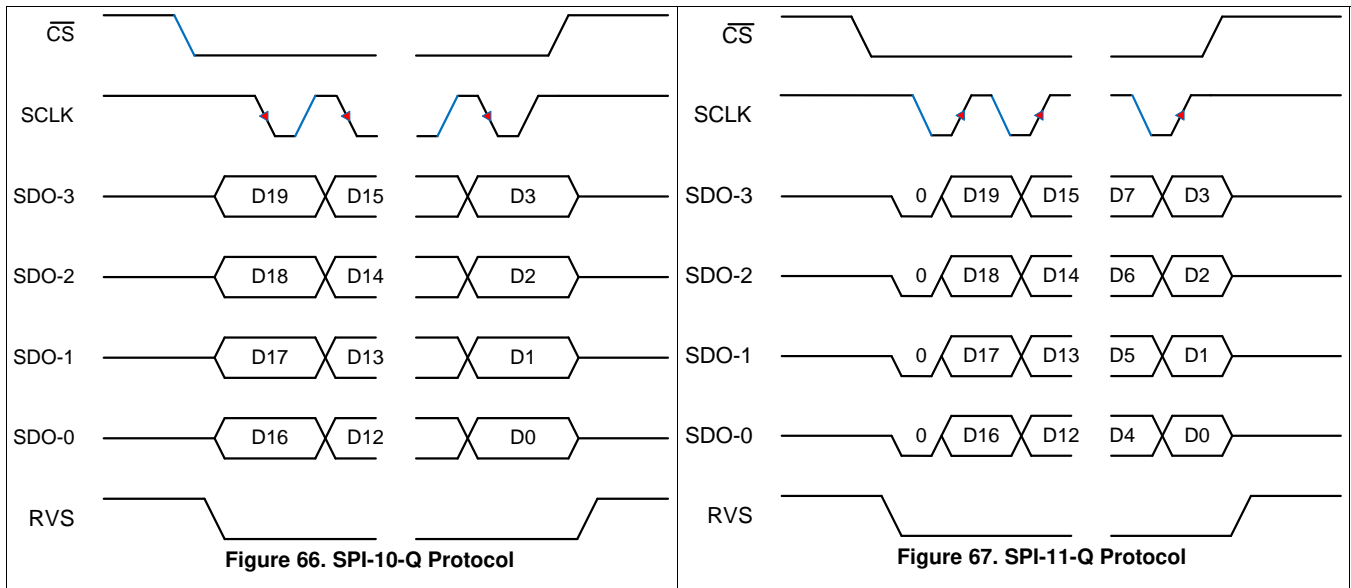 CS
SCLK
SDO-3 D19 D15 D3
SDO-2 D18 D14 D2
SDO-1 D17 D13 D1
SDO-0 D16 D12 D0
RVS
Figure 66. SPI-10-Q Protocol
CS
SCLK
SDO-3 0 D19 D15 D7 D3
SDO-2 0 D18 D14 D6 D2
SDO-1 0 D17 D13 D5 D1
SDO-0 0 D16 D12 D4 D0
RVS
Figure 67. SPI-11-Q Protocol